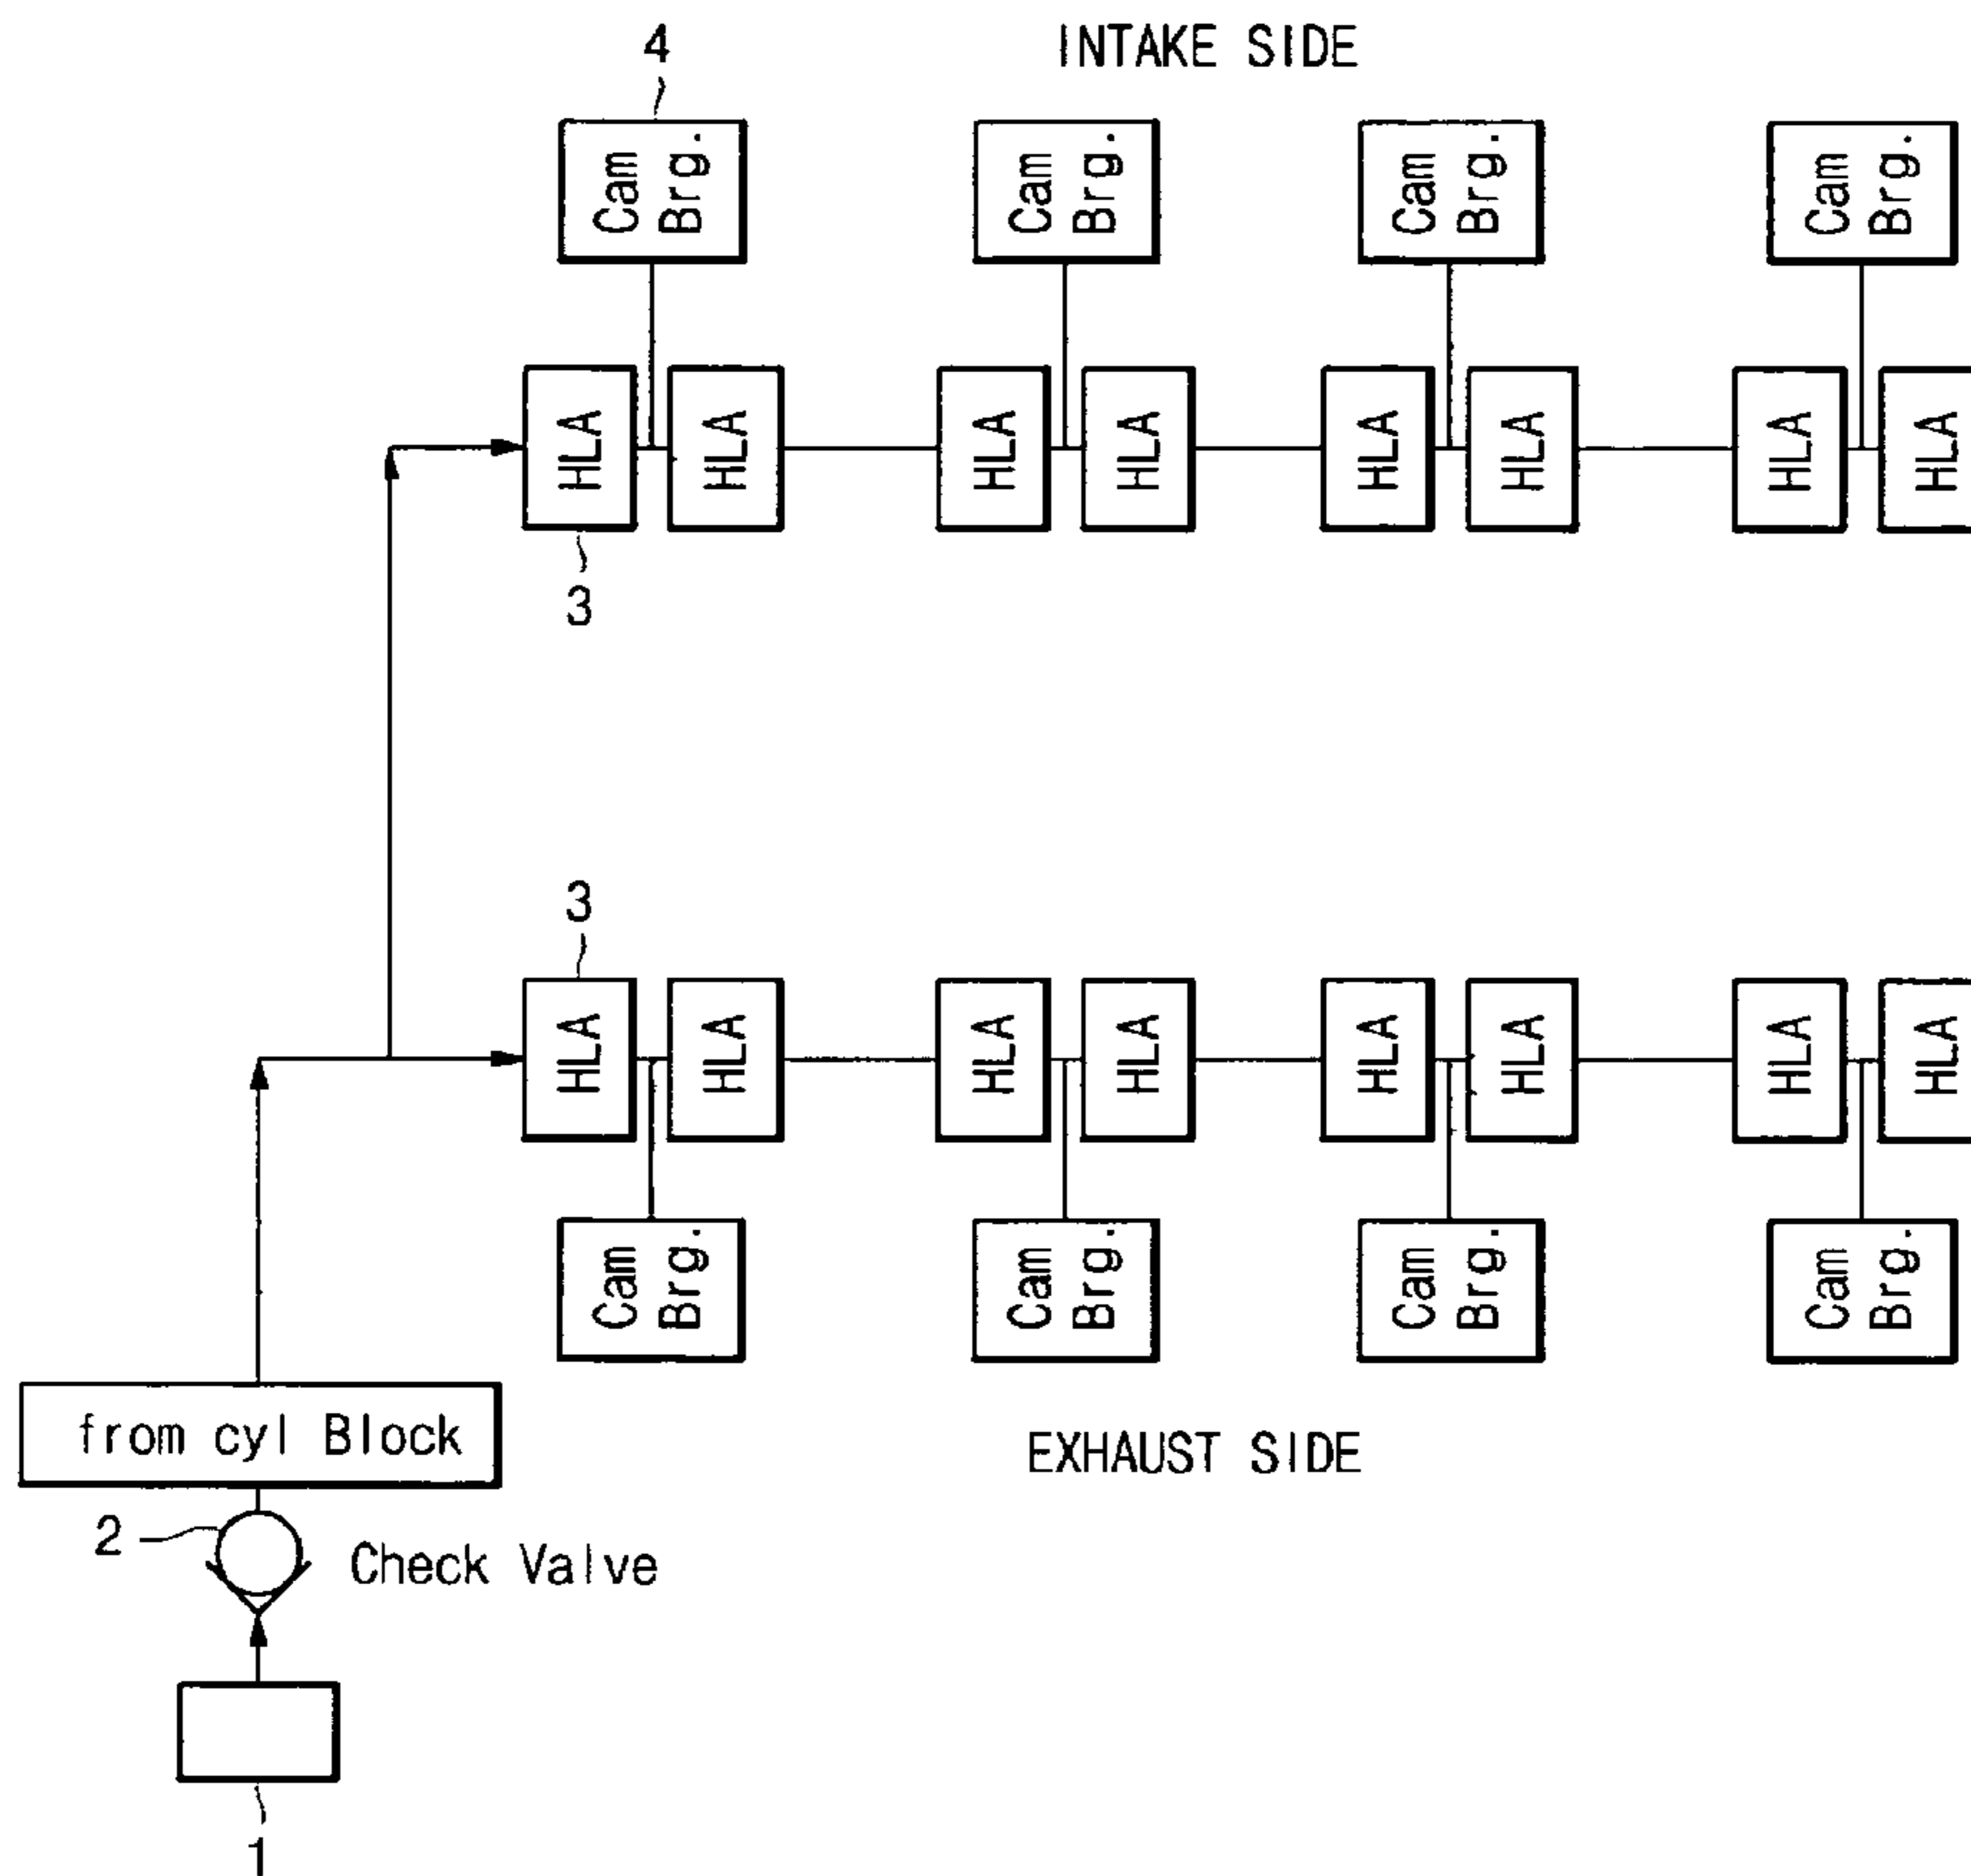 4
INTAKE SIDE
Cam Brg.
Cam Brg.
Cam Brg.
Cam Brg.
HLA
HLA
HLA
HLA
HLA
HLA
HLA
HLA
3
3
HLA
HLA
HLA
HLA
HLA
HLA
HLA
HLA
Cam Brg.
Cam Brg.
Cam Brg.
Cam Brg.
from cyl Block
EXHAUST SIDE
2
Check Valve
1